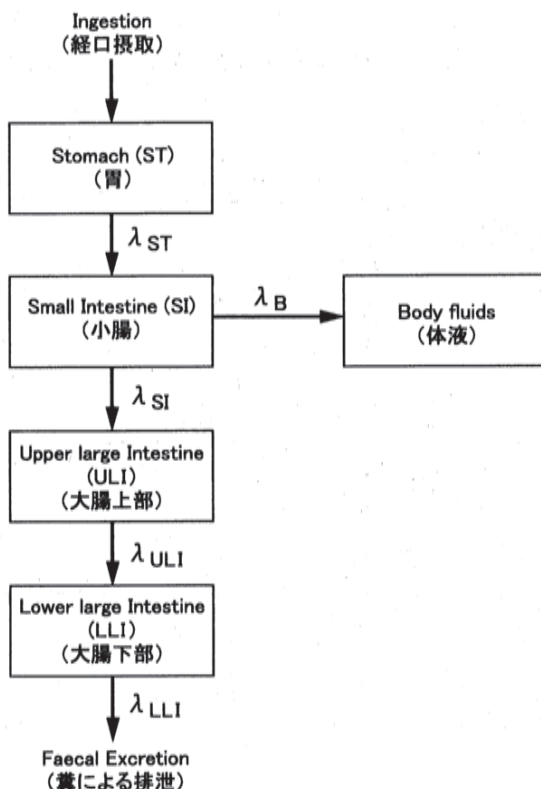 Ingestion
(経口摂取)
Stomach (ST)
(胃)
λ ST
Small Intestine (SI)
(小腸)
λ B
Body fluids
(体液)
λ SI
Upper large Intestine
(ULI)
(大腸上部)
λ ULI
Lower large Intestine
(LLI)
(大腸下部)
λ LLI
Faecal Excretion
(糞による排泄)